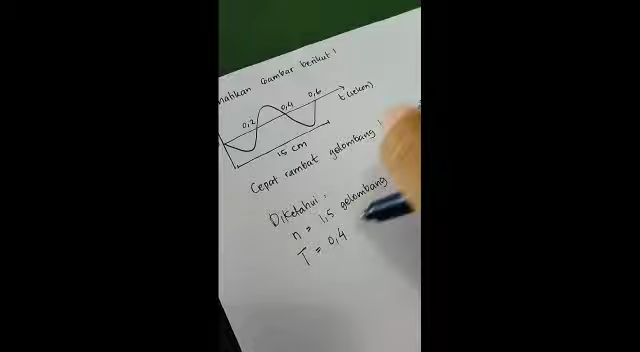 hatikan Gambar berikut !
0,2 0,4 0,6 t (sekon)
15 cm
Cepat rambat gelombang !
Diketahui :
n = 1,5 gelombang
T = 0,4